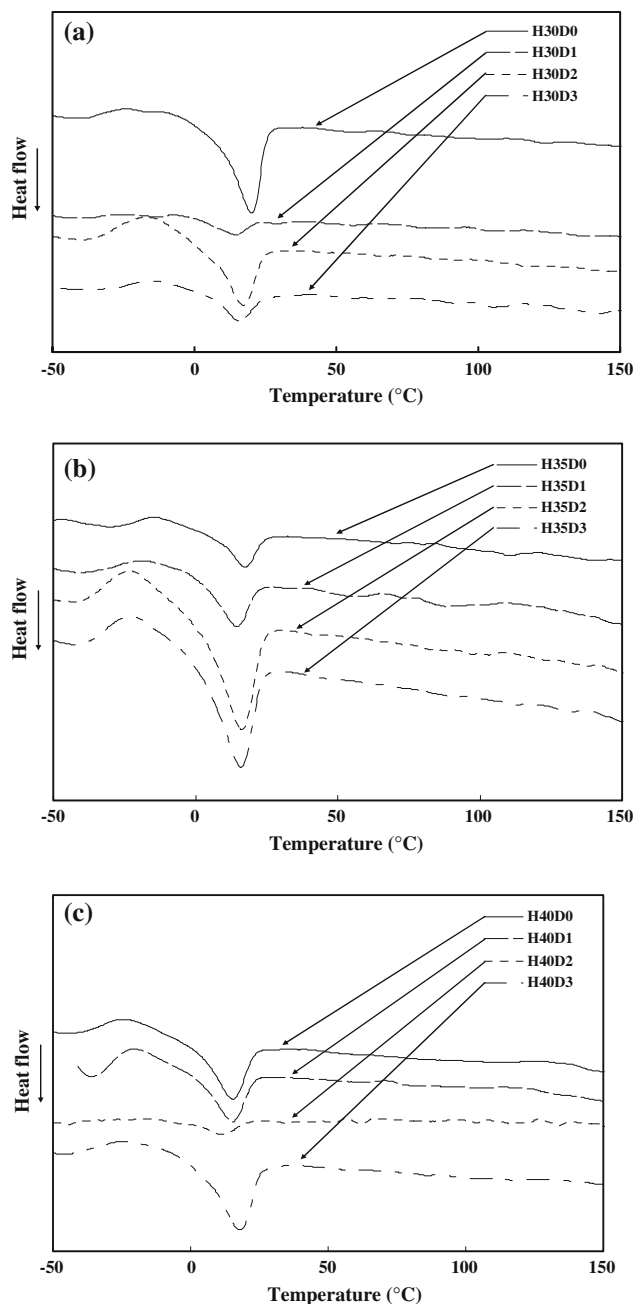 (a)
H30D0
H30D1
H30D2
H30D3
Heat flow
-50 0 50 100 150
Temperature (°C)
(b)
H35D0
H35D1
H35D2
H35D3
Heat flow
-50 0 50 100 150
Temperature (°C)
(c)
H40D0
H40D1
H40D2
H40D3
Heat flow
-50 0 50 100 150
Temperature (°C)